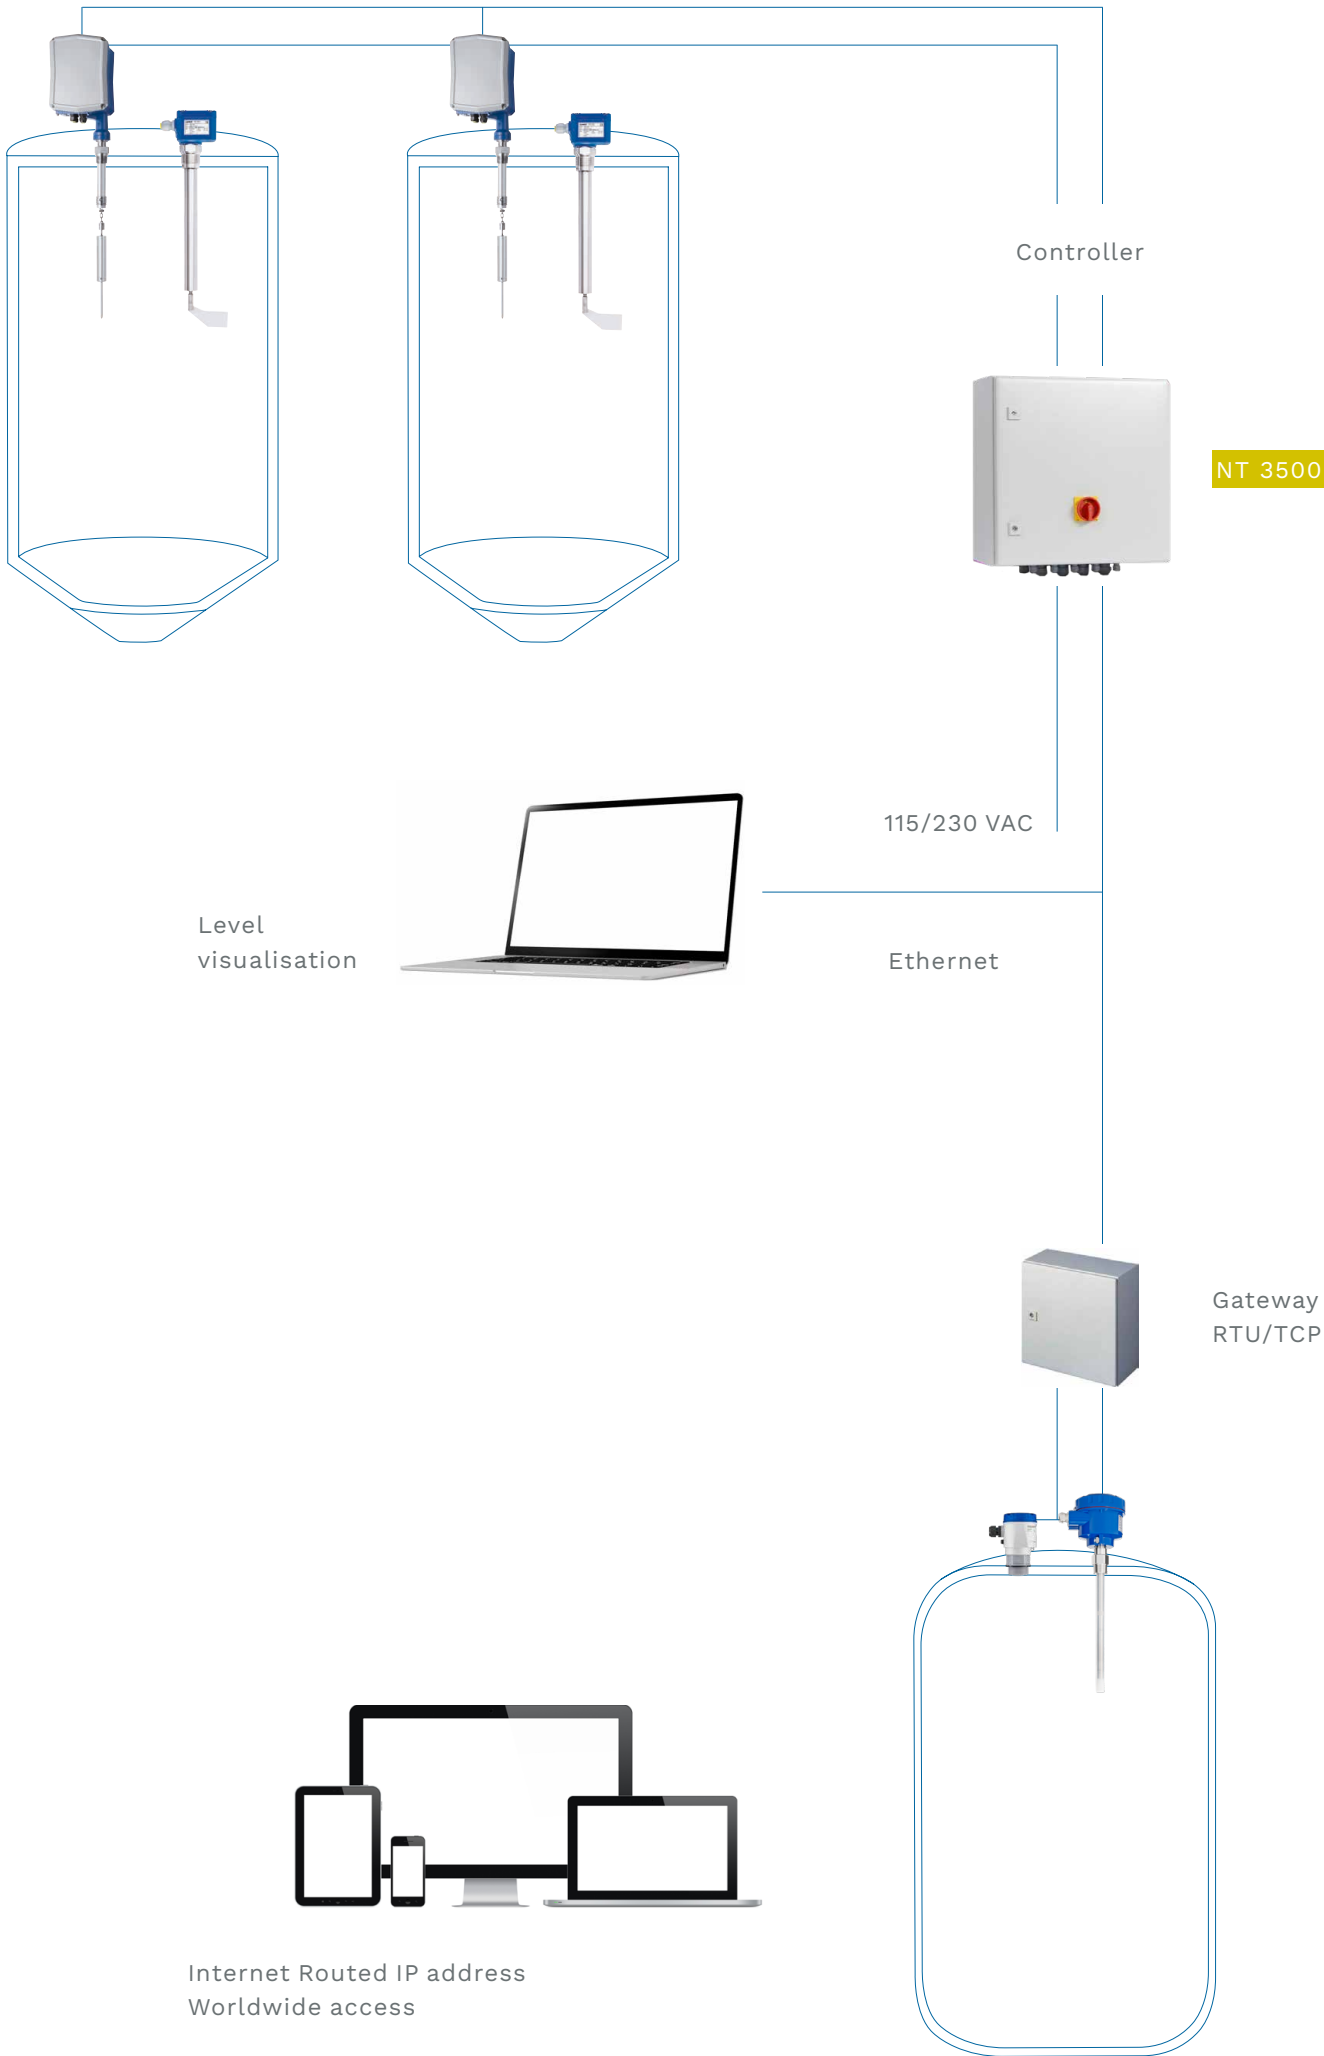 Controller
NT 3500
115/230 VAC
Level
visualisation
Ethernet
Gateway
RTU/TCP
Internet Routed IP address
Worldwide access